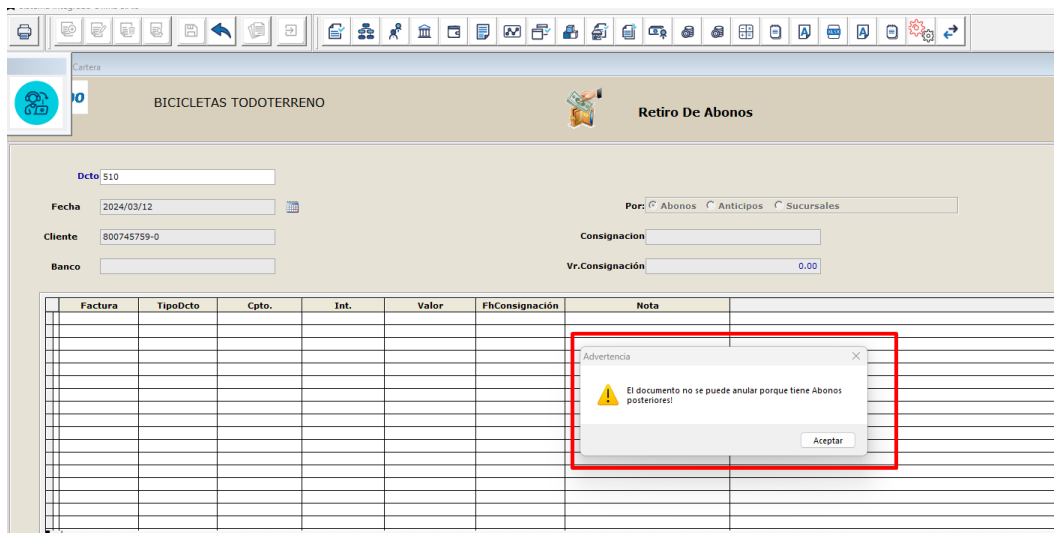 Cartera
BICICLETAS TODOTERRENO
Retiro De Abonos
Dcto 510
Fecha 2024/03/12
Por: Abonos Anticipos Sucursales
Cliente 800745759-0
Consignacion
Banco
Vr.Consignación 0.00
Factura TipoDcto Cpto. Int. Valor FhConsignación Nota
Advertencia
El documento no se puede anular porque tiene Abonos
posteriores!
Aceptar